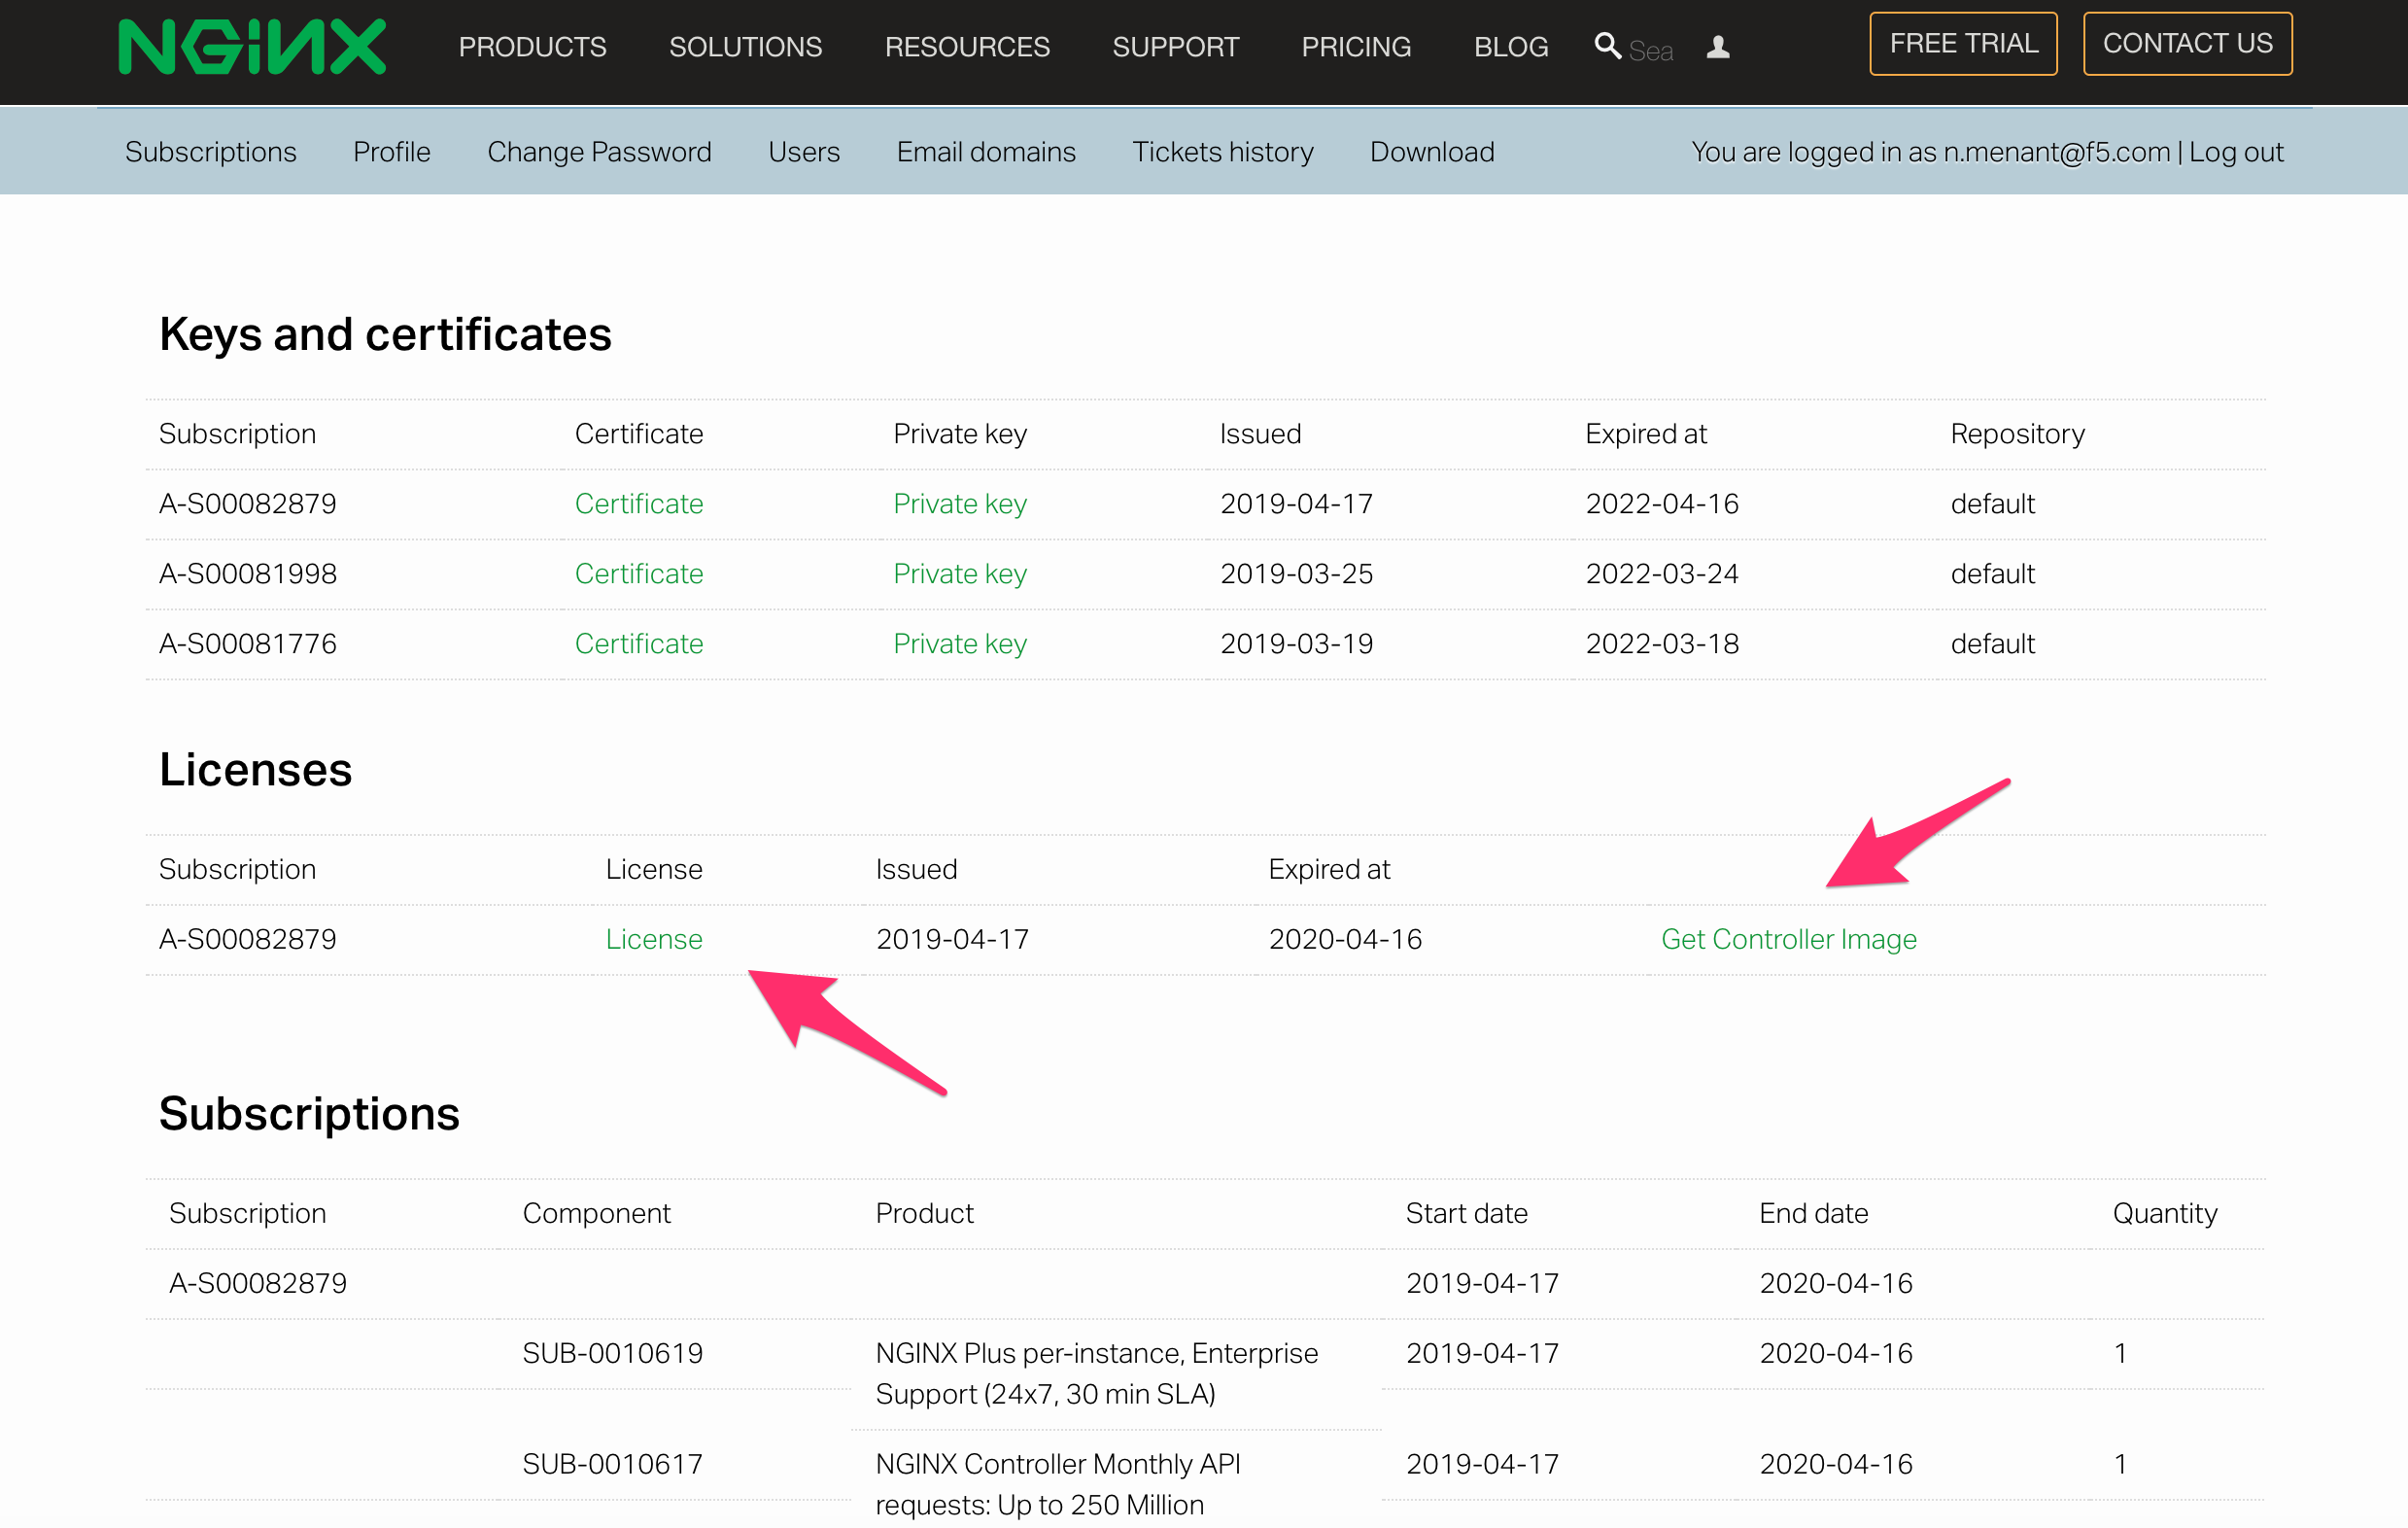 NGINX PRODUCTS SOLUTIONS RESOURCES SUPPORT PRICING BLOG Sea FREE TRIAL CONTACT US
Subscriptions Profile Change Password Users Email domains Tickets history Download You are logged in as n.menant@f5.com | Log out
Keys and certificates
Subscription Certificate Private key Issued Expired at Repository
A-S00082879 Certificate Private key 2019-04-17 2022-04-16 default
A-S00081998 Certificate Private key 2019-03-25 2022-03-24 default
A-S00081776 Certificate Private key 2019-03-19 2022-03-18 default
Licenses
Subscription License Issued Expired at
A-S00082879 License 2019-04-17 2020-04-16 Get Controller Image
Subscriptions
Subscription Component Product Start date End date Quantity
A-S00082879 2019-04-17 2020-04-16
SUB-0010619 NGINX Plus per-instance, Enterprise 2019-04-17 2020-04-16 1
Support (24x7, 30 min SLA)
SUB-0010617 NGINX Controller Monthly API 2019-04-17 2020-04-16 1
requests: Up to 250 Million